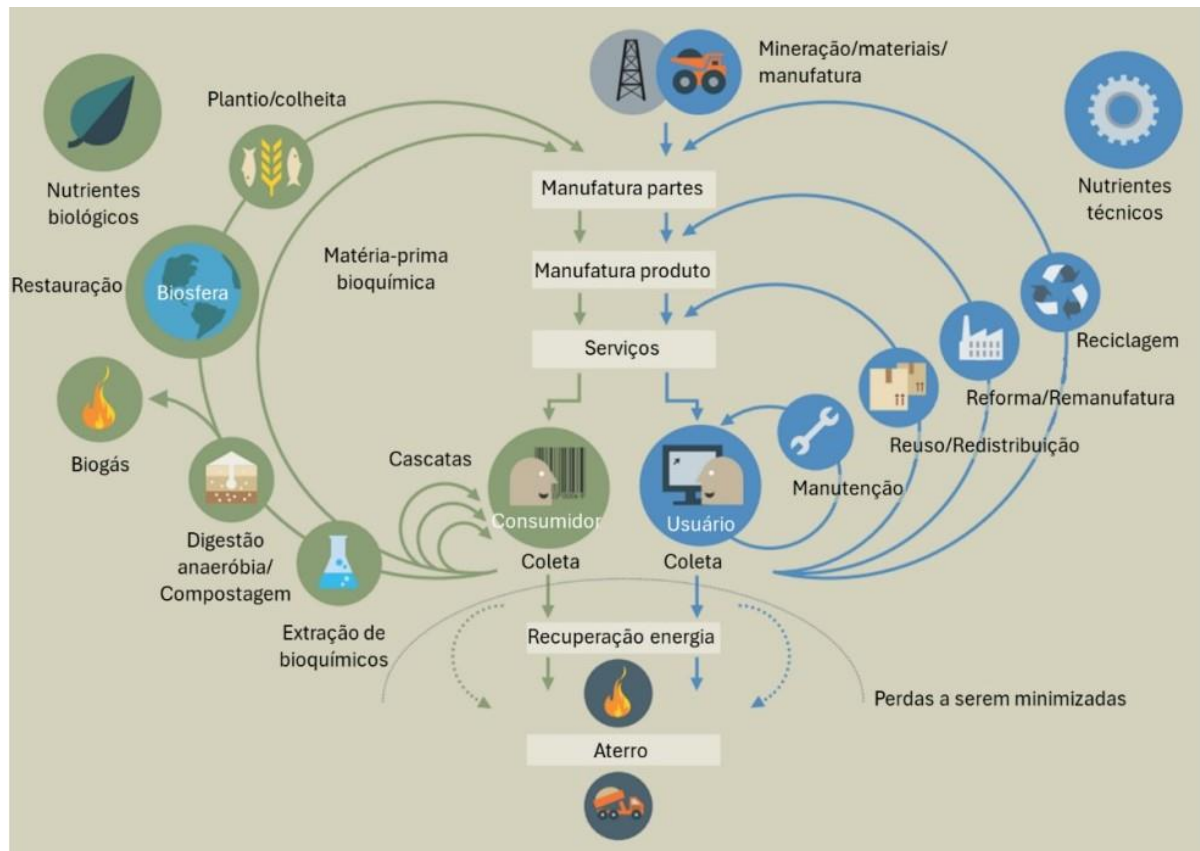 Mineração/materiais/
manufatura
Plantio/colheita
Nutrientes
biológicos
Nutrientes
técnicos
Manufatura partes
Matéria-prima
bioquímica
Manufatura produto
Restauração
Biosfera
Serviços
Reciclagem
Reforma/Remanufatura
Reuso/Redistribuição
Biogás
Cascatas
Manutenção
Consumidor
Usuário
Digestão
anaeróbia/
Compostagem
Coleta
Coleta
Extração de
bioquímicos
Recuperação energia
Perdas a serem minimizadas
Aterro